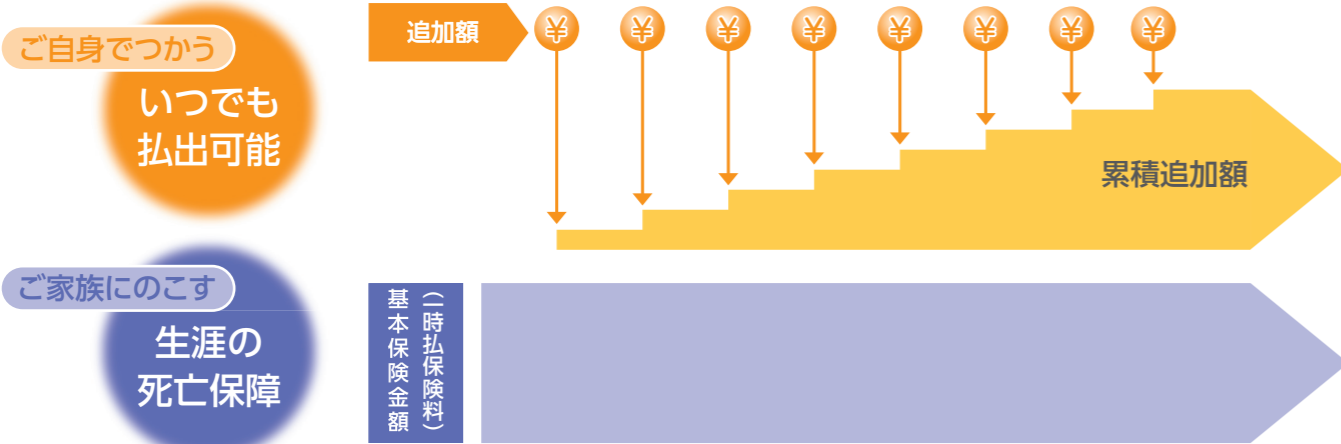 ご自身でつかう
いつでも
払出可能
追加額
¥ ¥ ¥ ¥ ¥ ¥ ¥ ¥
累積追加額
ご家族にのこす
生涯の
死亡保障
基本保険金額
(一時払保険料)